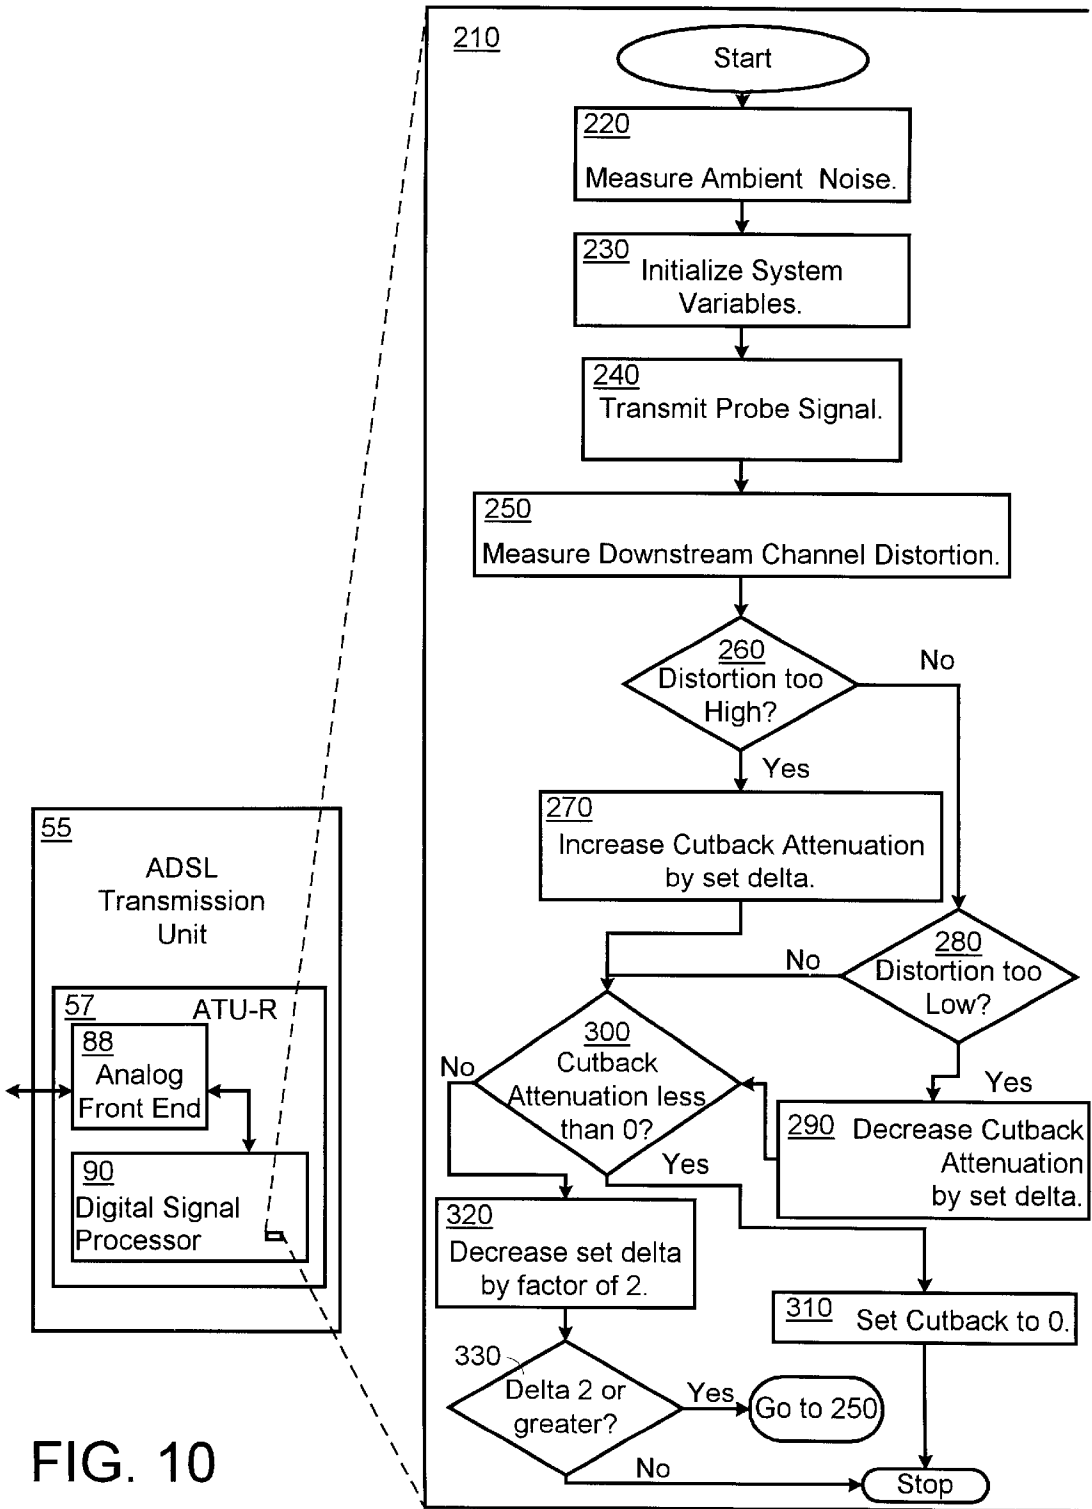 210
Start
220
Measure Ambient Noise.
230
Initialize System
Variables.
240
Transmit Probe Signal.
250
Measure Downstream Channel Distortion.
260
Distortion too
High?
No
Yes
270
Increase Cutback Attenuation
by set delta.
280
Distortion too
Low?
No
Yes
290 Decrease Cutback
Attenuation
by set delta.
300
Cutback
Attenuation less
than 0?
No
Yes
320
Decrease set delta
by factor of 2.
310 Set Cutback to 0.
330
Delta 2 or
greater?
Yes
Go to 250
No
Stop
55
ADSL
Transmission
Unit
57 ATU-R
88
Analog
Front End
90
Digital Signal
Processor
FIG. 10